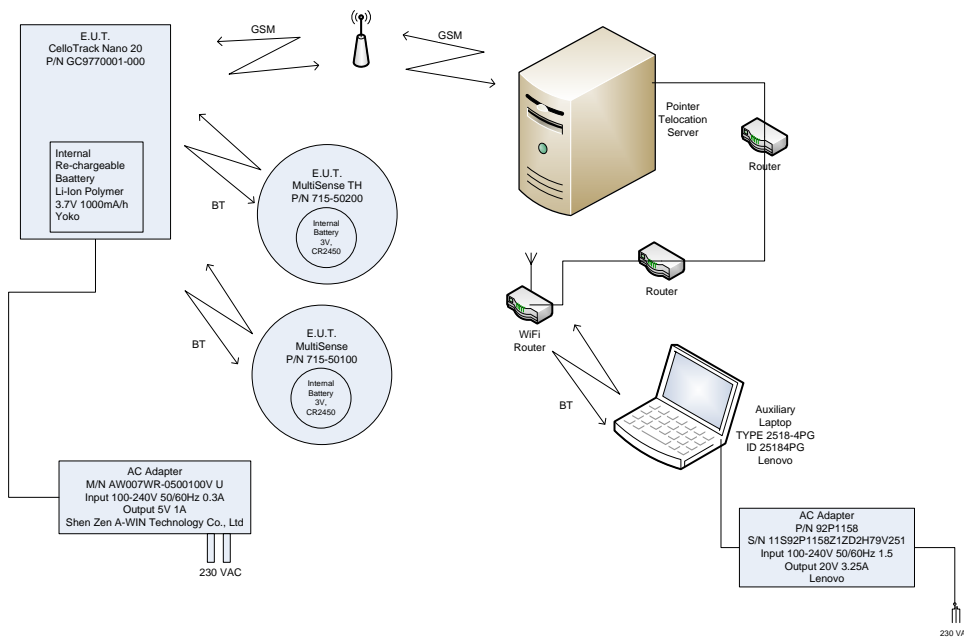 E.U.T.
CelloTrack Nano 20
P/N GC9770001-000
Internal
Re-chargeable
Baattery
Li-Ion Polymer
3.7V 1000mA/h
Yoko
GSM
GSM
Pointer
Telocation
Server
Router
BT
E.U.T.
MultiSense TH
P/N 715-50200
Internal
Battery
3V,
CR2450
Router
BT
E.U.T.
MultiSense
P/N 715-50100
Internal
Battery
3V,
CR2450
WiFi
Router
BT
Auxiliary
Laptop
TYPE 2518-4PG
ID 25184PG
Lenovo
AC Adapter
M/N AW007WR-0500100V U
Input 100-240V 50/60Hz 0.3A
Output 5V 1A
Shen Zen A-WIN Technology Co., Ltd
230 VAC
AC Adapter
P/N 92P1158
S/N 11S92P1158Z1ZD2H79V251
Input 100-240V 50/60Hz 1.5
Output 20V 3.25A
Lenovo
230 VA